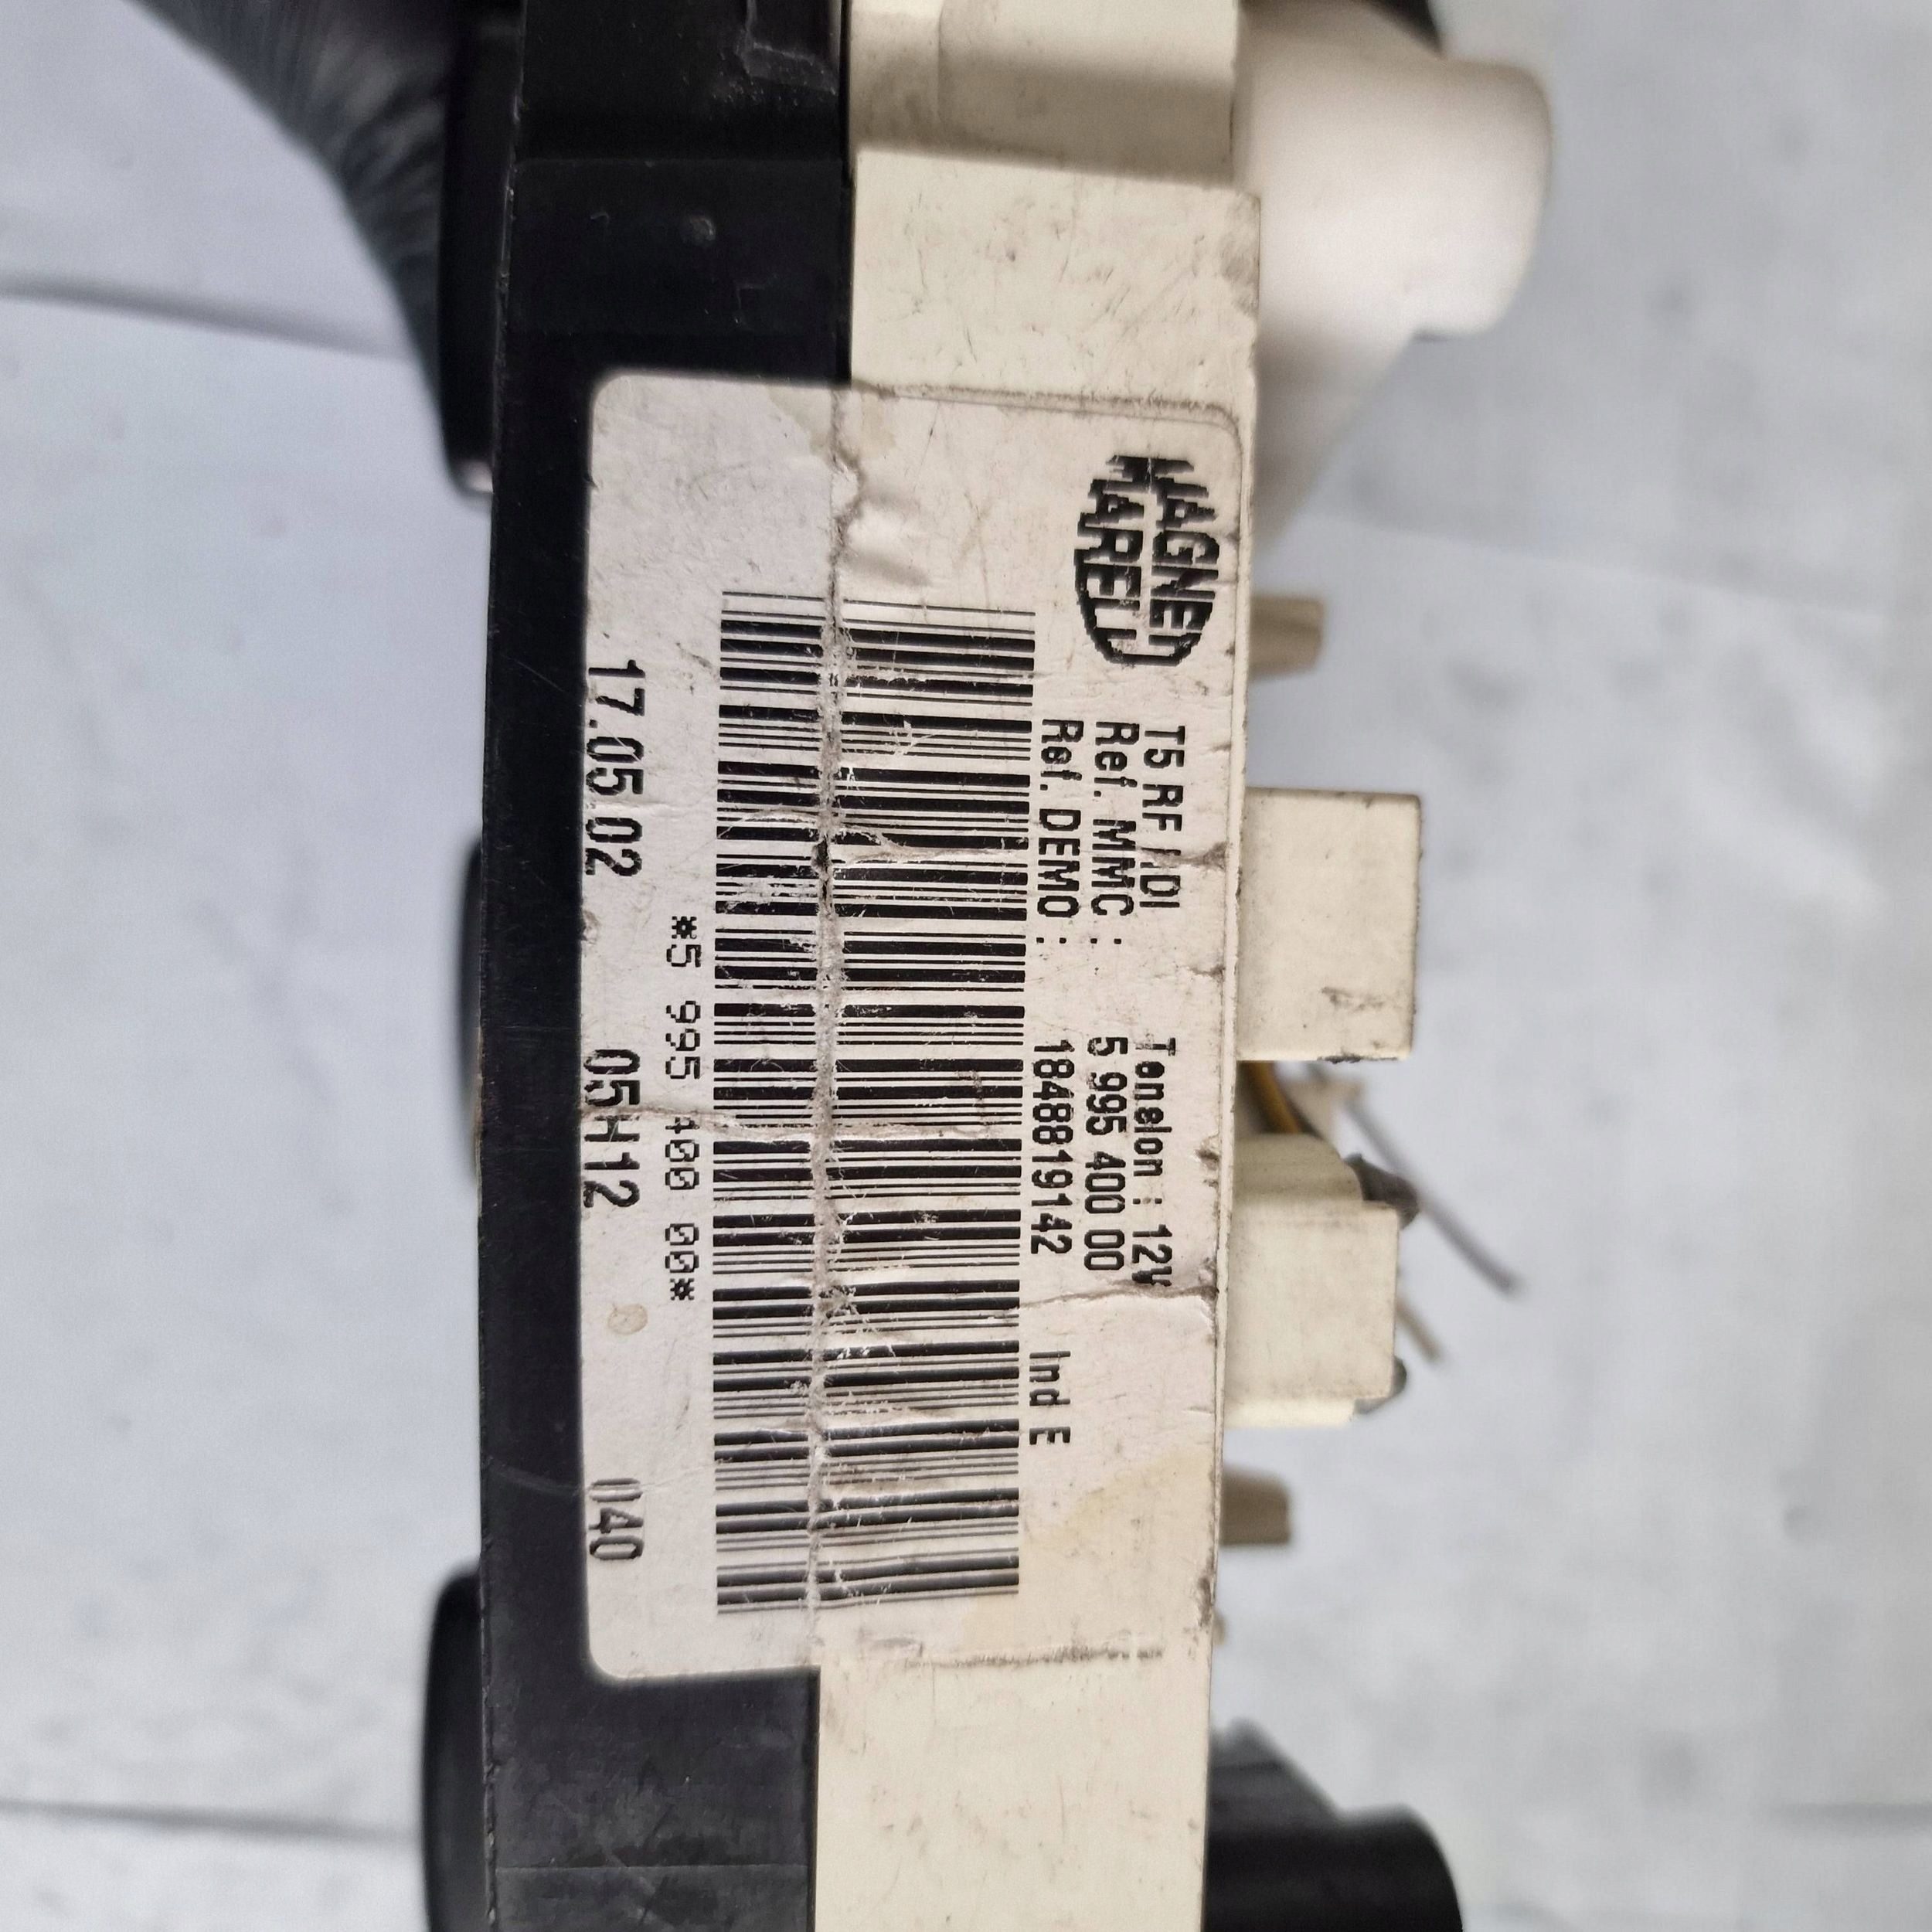 MAGNETI
MARELLI
T5 RF / IDI Tension : 12V
Ref. MMC : 5 995 400 00
Ref. DEMO : 1848819142 Ind E
*5 995 400 00*
17.05.02 05H12 040